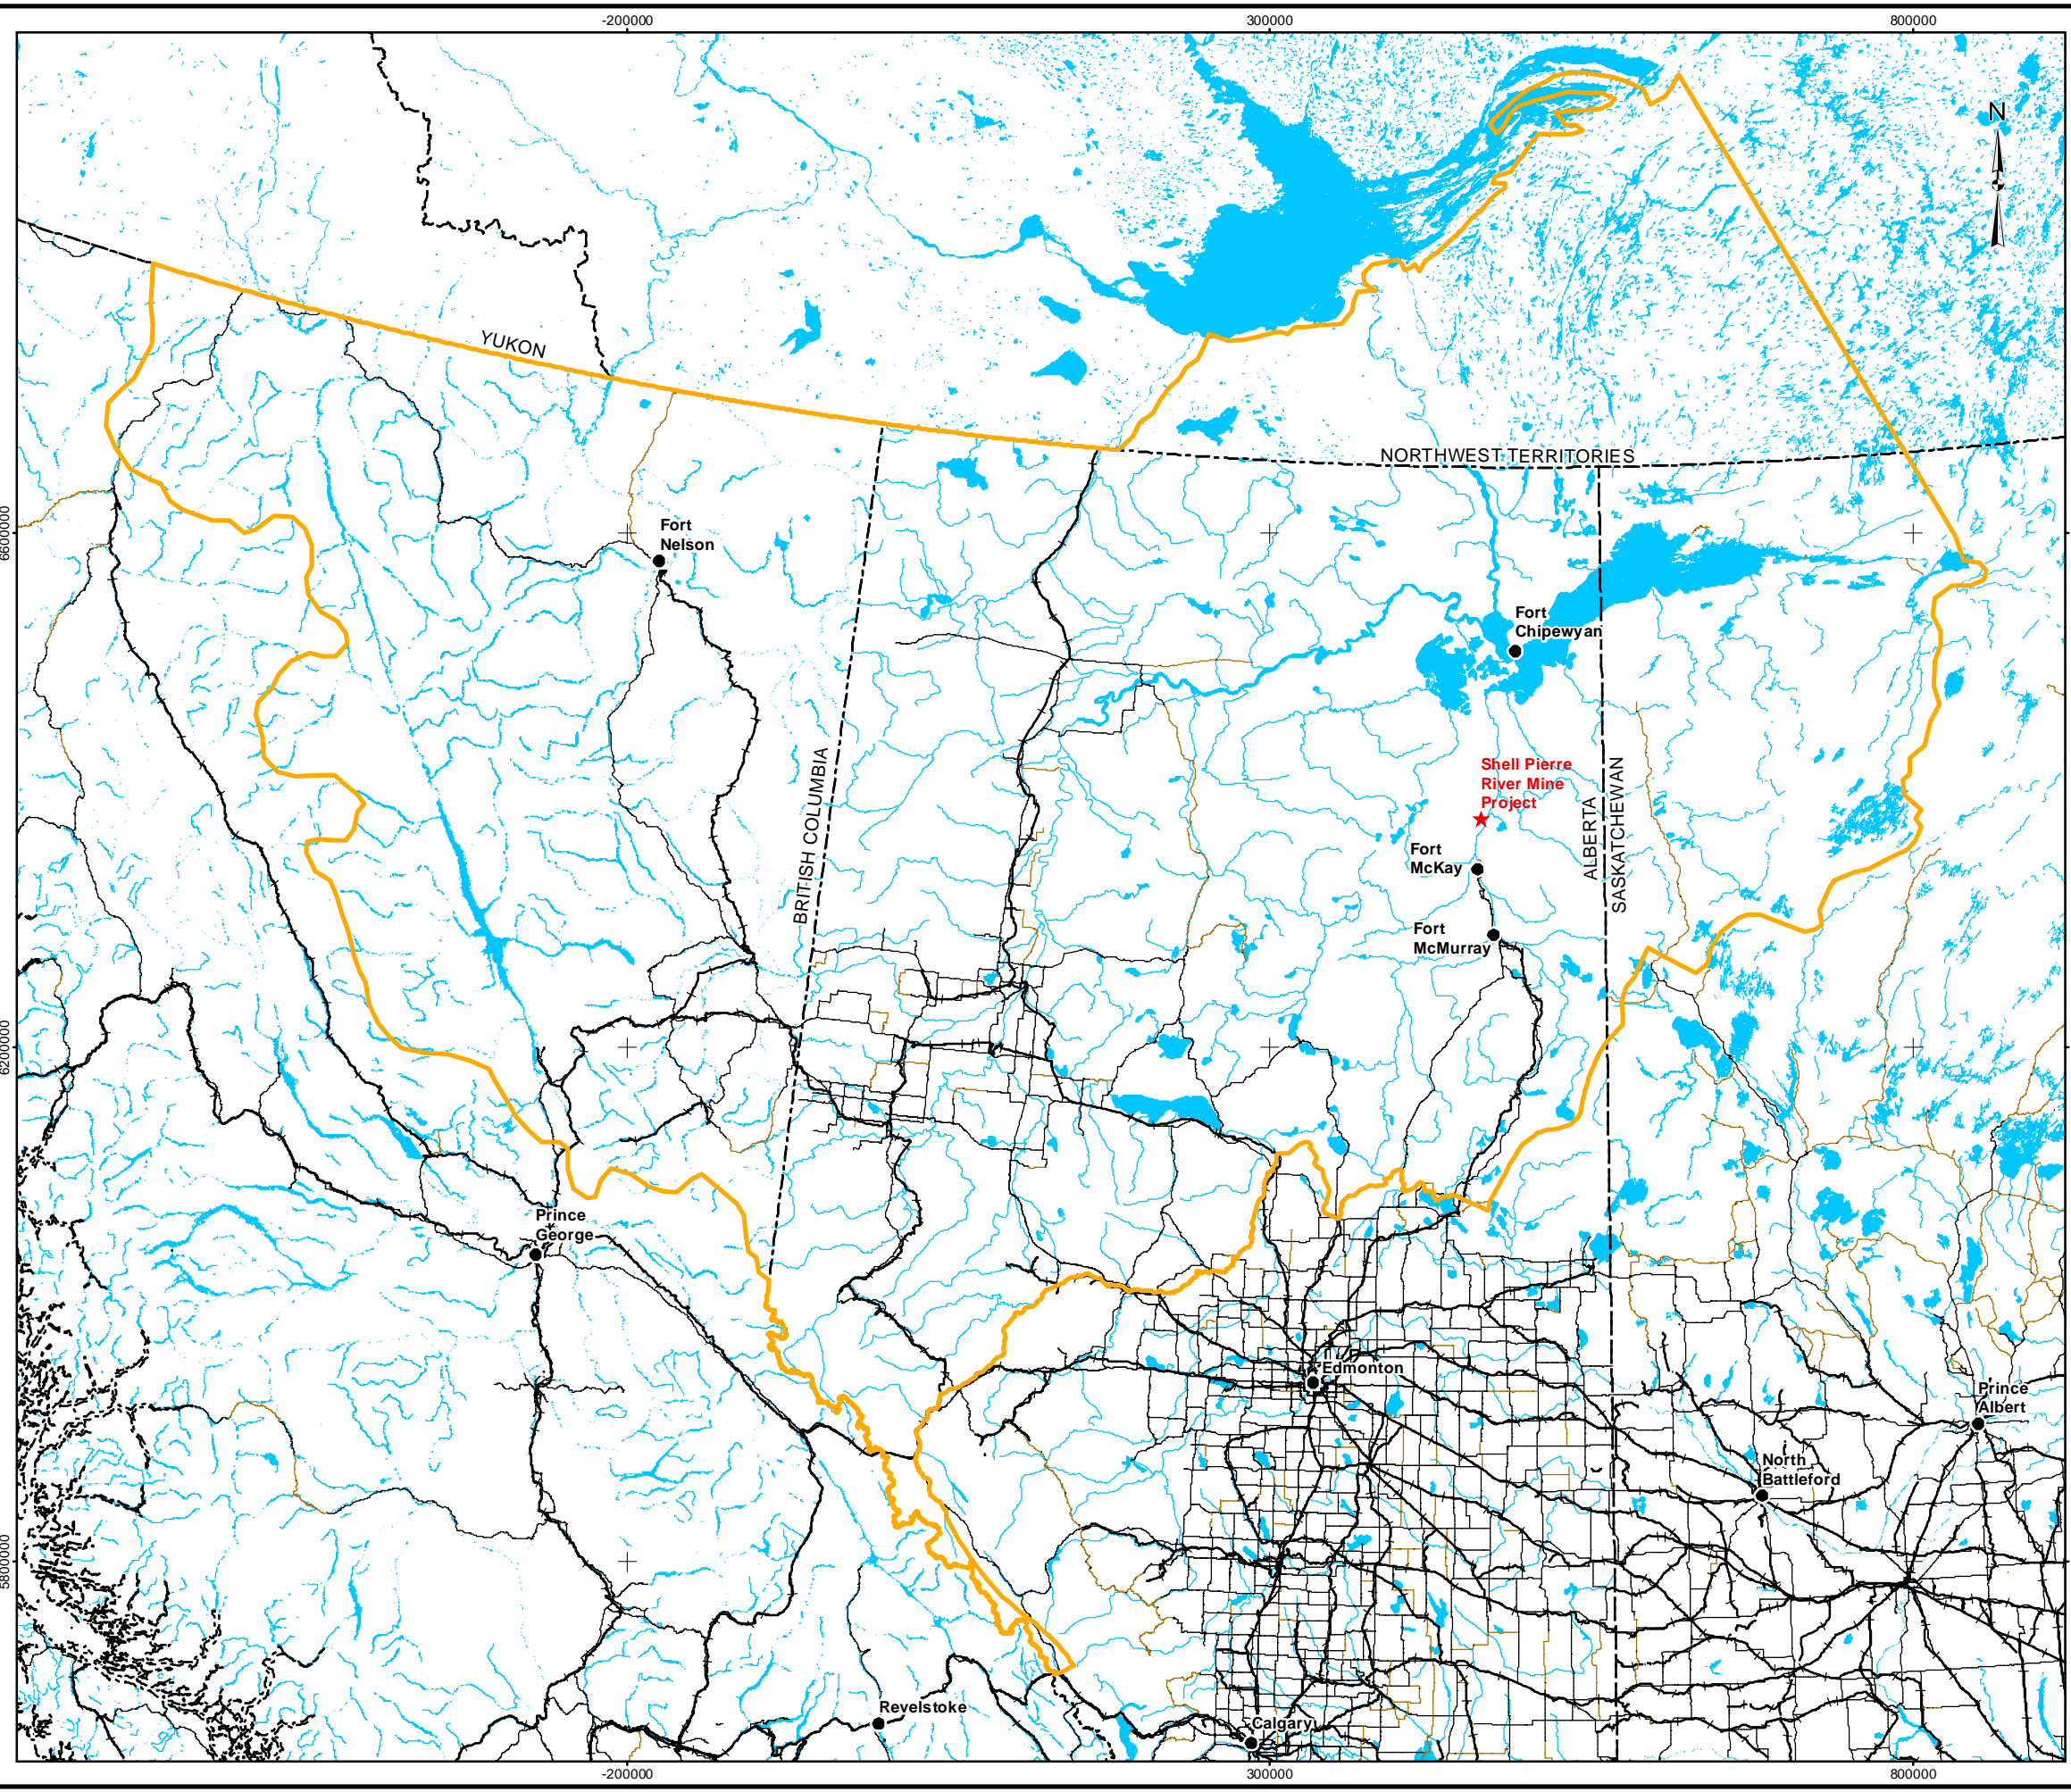 -200000
300000
800000
N
YUKON
NORTHWEST TERRITORIES
6600000
Fort
Nelson
Fort
Chipewyan
Shell Pierre
River Mine
Project
BRITISH COLUMBIA
ALBERTA
SASKATCHEWAN
Fort
McKay
Fort
McMurray
6200000
Prince
George
Edmonton
Prince
Albert
North
Battleford
5800000
Revelstoke
Calgary
-200000
300000
800000